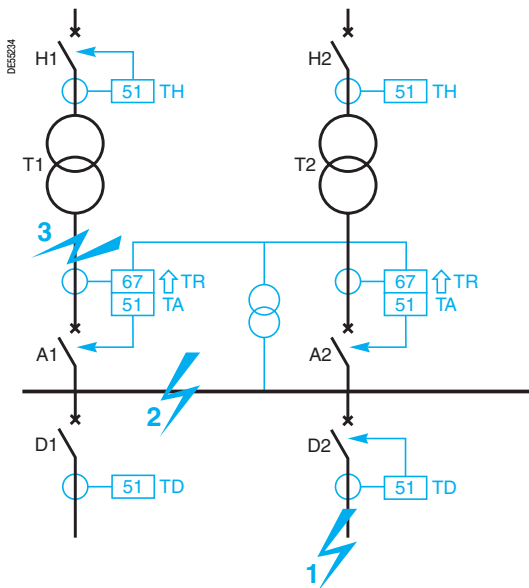 DE55234
H1
51 TH
H2
51 TH
T1
T2
3
67 TR
51 TA
67 TR
51 TA
A1
A2
2
D1
D2
51 TD
51 TD
1